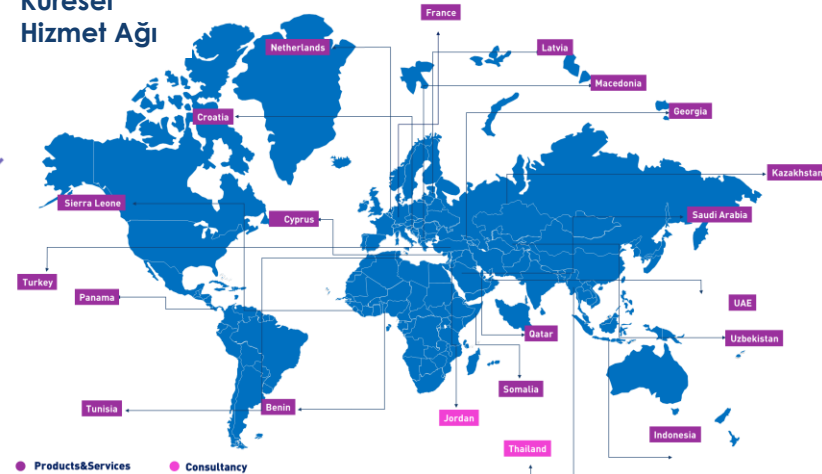 Küresel
Hizmet Ağı
France
Netherlands
Latvia
Macedonia
Georgia
Croatia
Kazakhstan
Sierra Leone
Saudi Arabia
Cyprus
Turkey
Panama
UAE
Qatar
Uzbekistan
Somalia
Tunisia
Benin
Jordan
Indonesia
Thailand
Products&Services
Consultancy